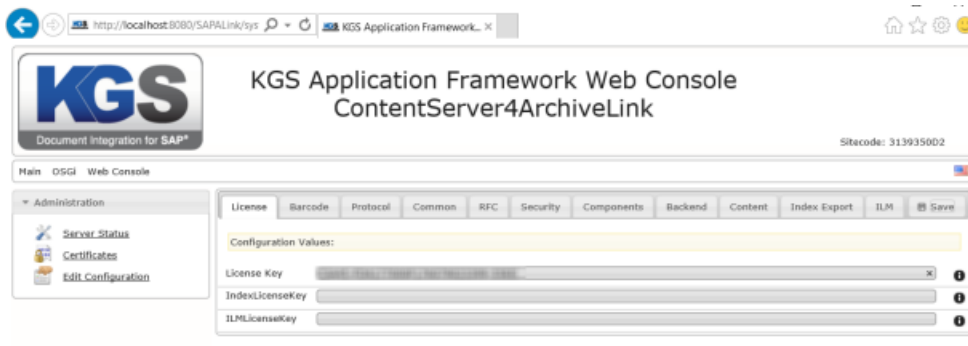 http://localhost:8080/SAPALink/sys
KGS Application Framework...
KGS
Document Integration for SAP®
KGS Application Framework Web Console
ContentServer4ArchiveLink
Sitecode: 3139350D2
Main OSGi Web Console
Administration
Server Status
Certificates
Edit Configuration
License Barcode Protocol Common RFC Security Components Backend Content Index Export ILM Save
Configuration Values:
License Key
IndexLicenseKey
ILMLicenseKey